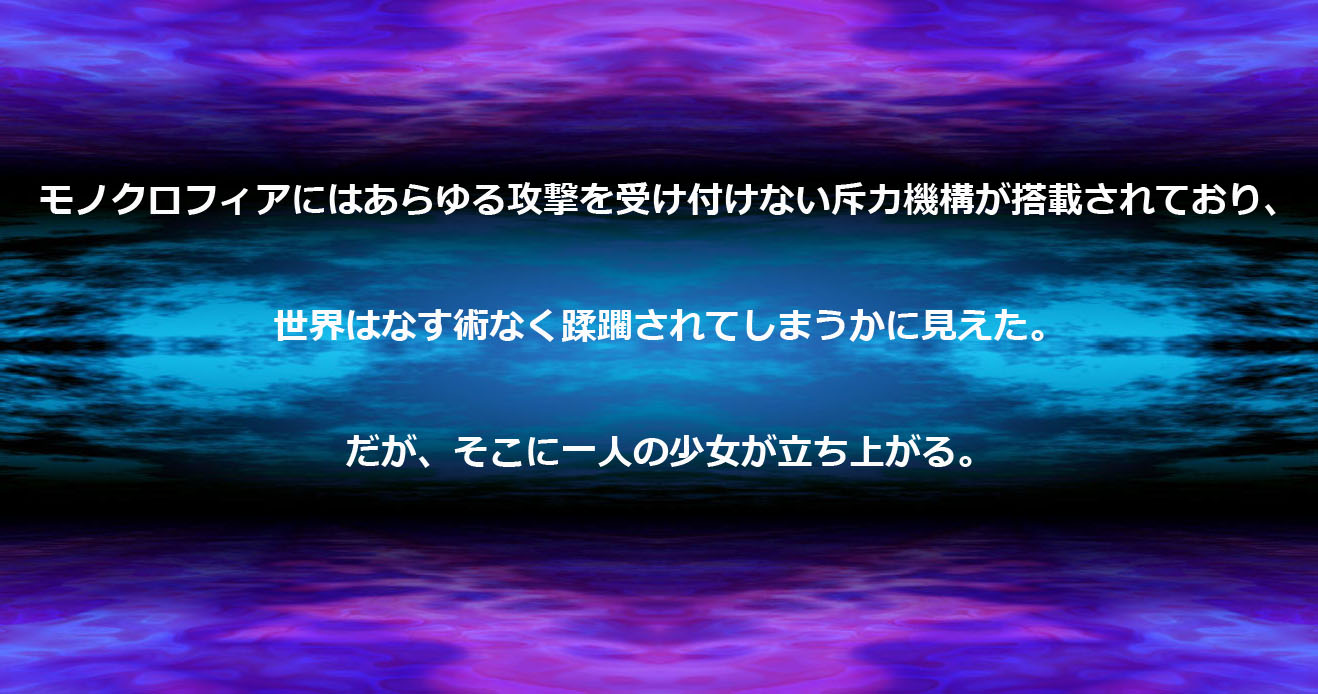 モノクロフィアにはあらゆる攻撃を受け付けない斥力機構が搭載されており、
世界はなす術なく蹂躙されてしまうかに見えた。
だが、そこに一人の少女が立ち上がる。